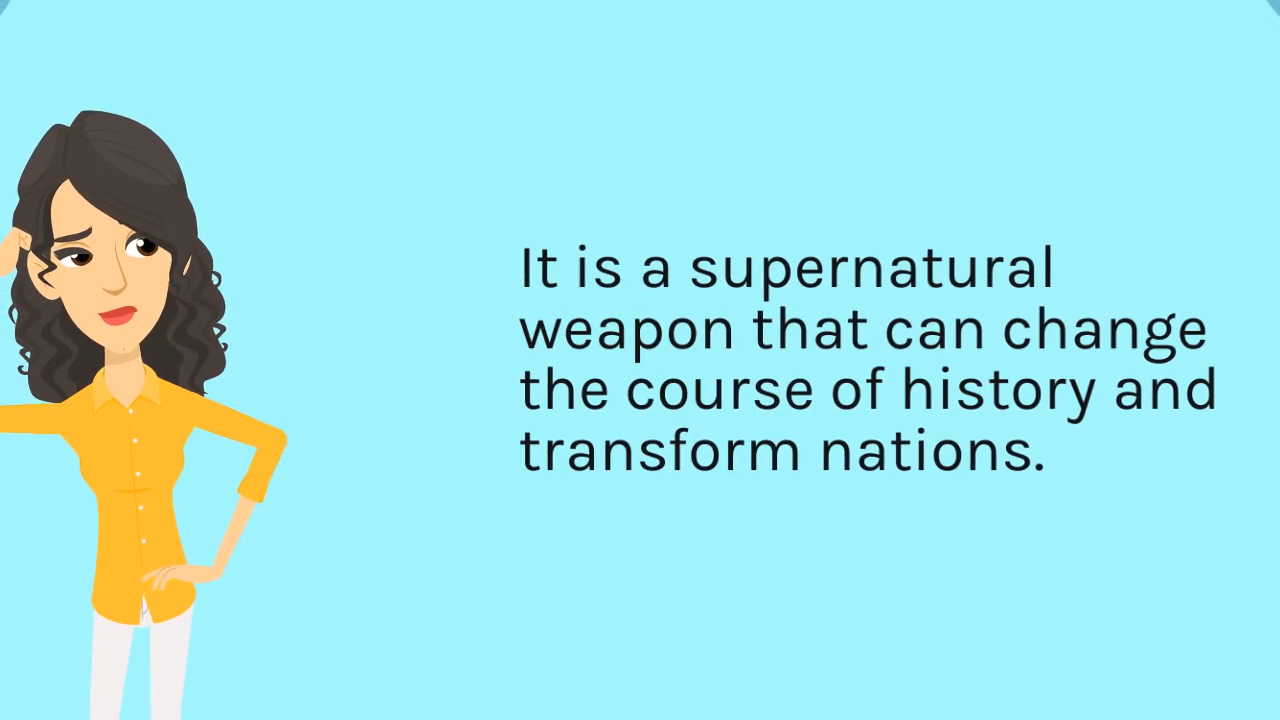 It is a supernatural
weapon that can change
the course of history and
transform nations.